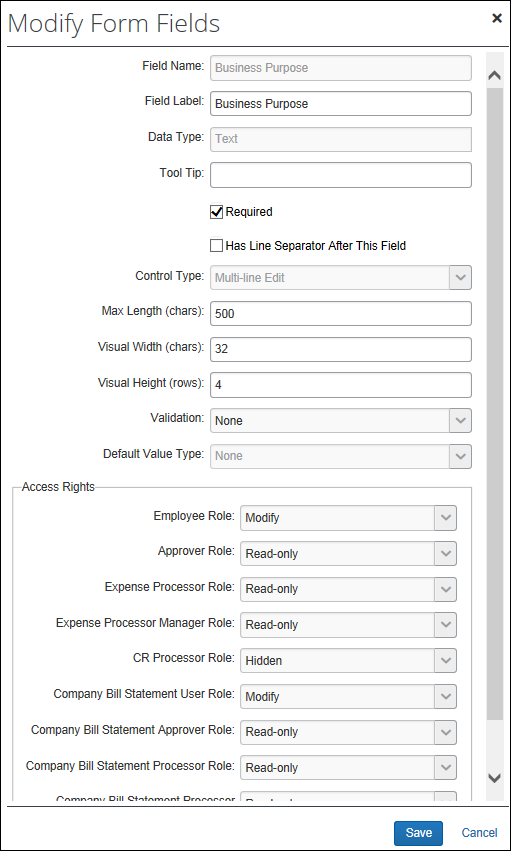 Modify Form Fields
Field Name: Business Purpose
Field Label: Business Purpose
Data Type: Text
Tool Tip:
Required
Has Line Separator After This Field
Control Type: Multi-line Edit
Max Length (chars): 500
Visual Width (chars): 32
Visual Height (rows): 4
Validation: None
Default Value Type: None
Access Rights
Employee Role: Modify
Approver Role: Read-only
Expense Processor Role: Read-only
Expense Processor Manager Role: Read-only
CR Processor Role: Hidden
Company Bill Statement User Role: Modify
Company Bill Statement Approver Role: Read-only
Company Bill Statement Processor Role: Read-only
Company Bill Statement Processor
Save Cancel